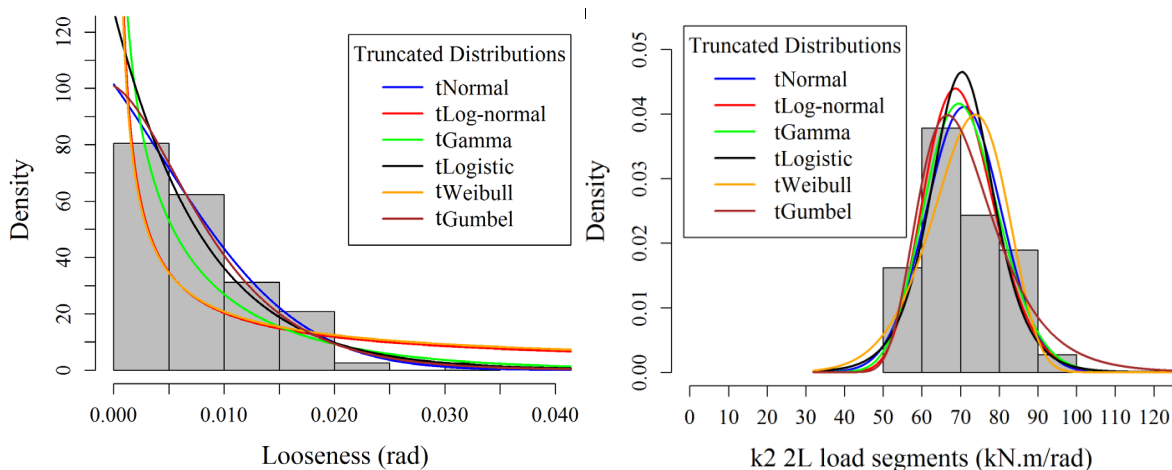 Density
0 20 40 60 80 100 120
Truncated Distributions
tNormal
tLog-normal
tGamma
tLogistic
tWeibull
tGumbel
0.000 0.010 0.020 0.030 0.040
Looseness (rad)
Density
0.00 0.01 0.02 0.03 0.04 0.05
Truncated Distributions
tNormal
tLog-normal
tGamma
tLogistic
tWeibull
tGumbel
10 20 30 40 50 60 70 80 90 100 120
k2 2L load segments (kN.m/rad)